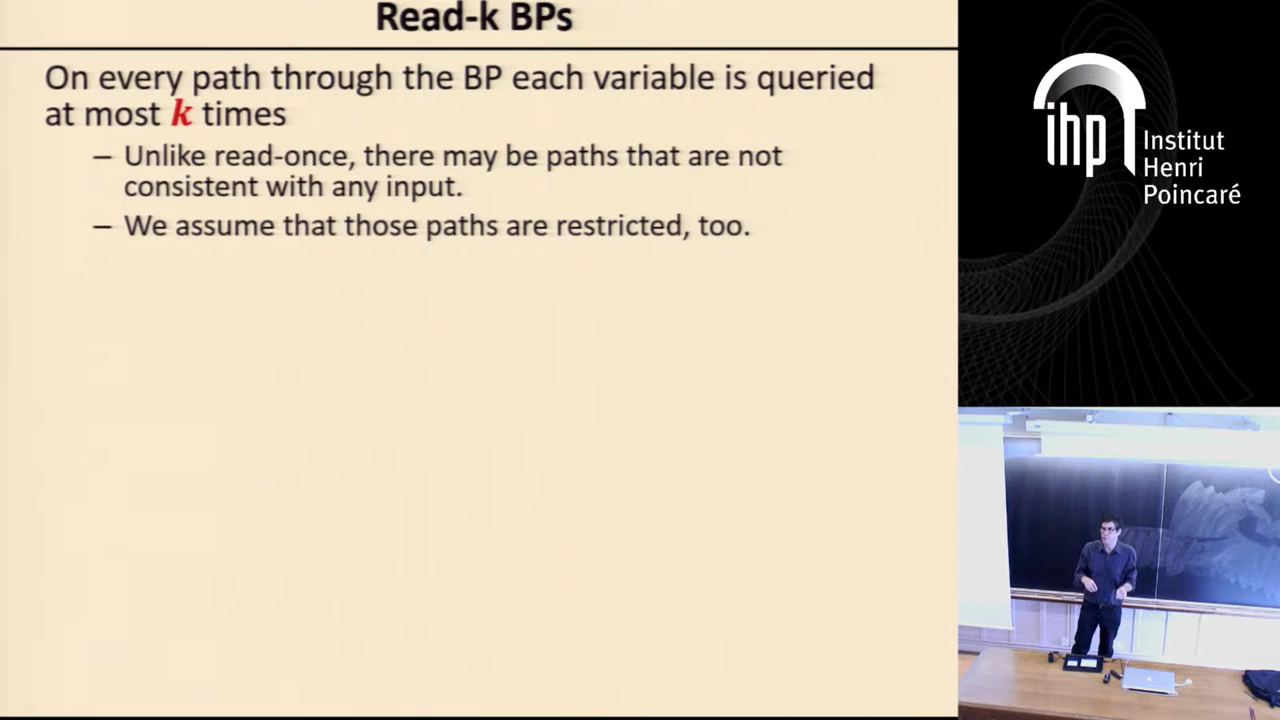 Read-k BPs
On every path through the BP each variable is queried
at most k times
– Unlike read-once, there may be paths that are not
consistent with any input.
– We assume that those paths are restricted, too.
ihp
Institut
Henri
Poincaré